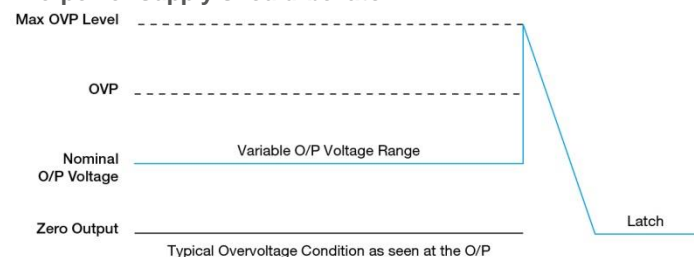 Max OVP Level
OVP
Variable O/P Voltage Range
Nominal
O/P Voltage
Zero Output
Latch
Typical Overvoltage Condition as seen at the O/P